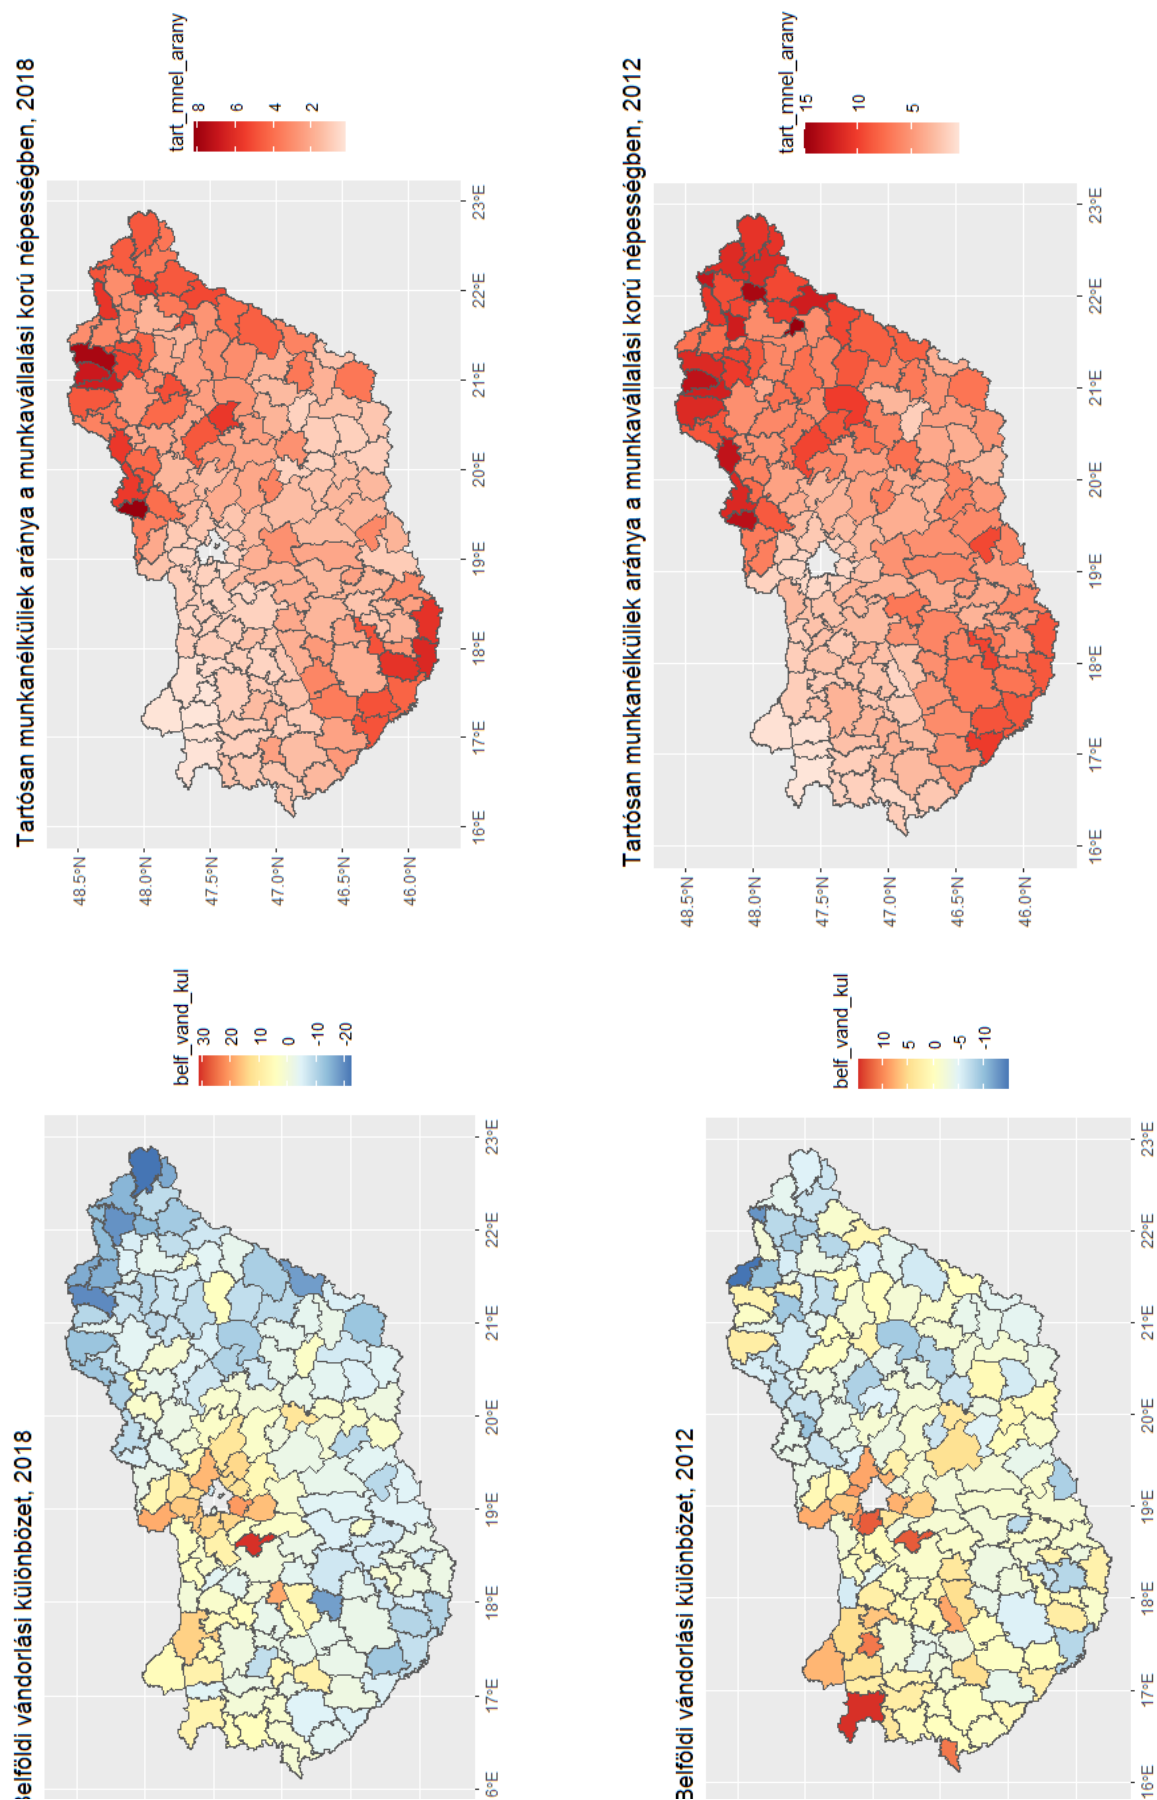 Belföldi vándorlási különbözet, 2018
belf_vand_kul
30
20
10
0
-10
-20
6°E
17°E
18°E
19°E
20°E
21°E
22°E
23°E
Tartósan munkanélküliek aránya a munkavállalási korú népességben, 2018
48.5°N
48.0°N
47.5°N
47.0°N
46.5°N
46.0°N
tart_mnel_arany
8
6
4
2
16°E
17°E
18°E
19°E
20°E
21°E
22°E
23°E
Belföldi vándorlási különbözet, 2012
belf_vand_kul
10
5
0
-5
-10
16°E
17°E
18°E
19°E
20°E
21°E
22°E
23°E
Tartósan munkanélküliek aránya a munkavállalási korú népességben, 2012
48.5°N
48.0°N
47.5°N
47.0°N
46.5°N
46.0°N
tart_mnel_arany
15
10
5
16°E
17°E
18°E
19°E
20°E
21°E
22°E
23°E